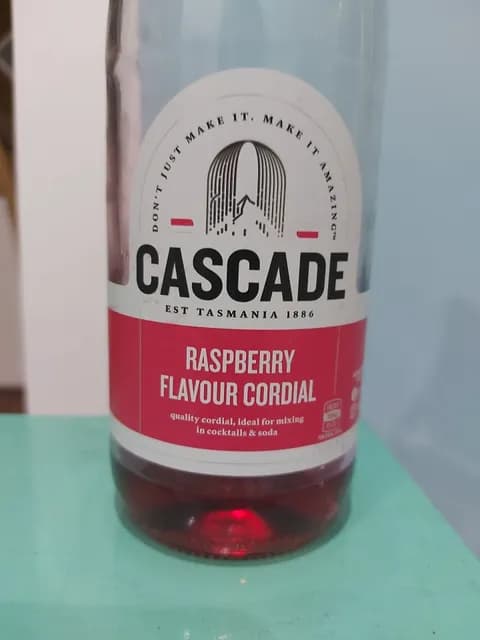 DON'T JUST MAKE IT. MAKE IT AMAZING™
CASCADE
EST TASMANIA 1886
RASPBERRY
FLAVOUR CORDIAL
quality cordial, ideal for mixing
in cocktails & soda